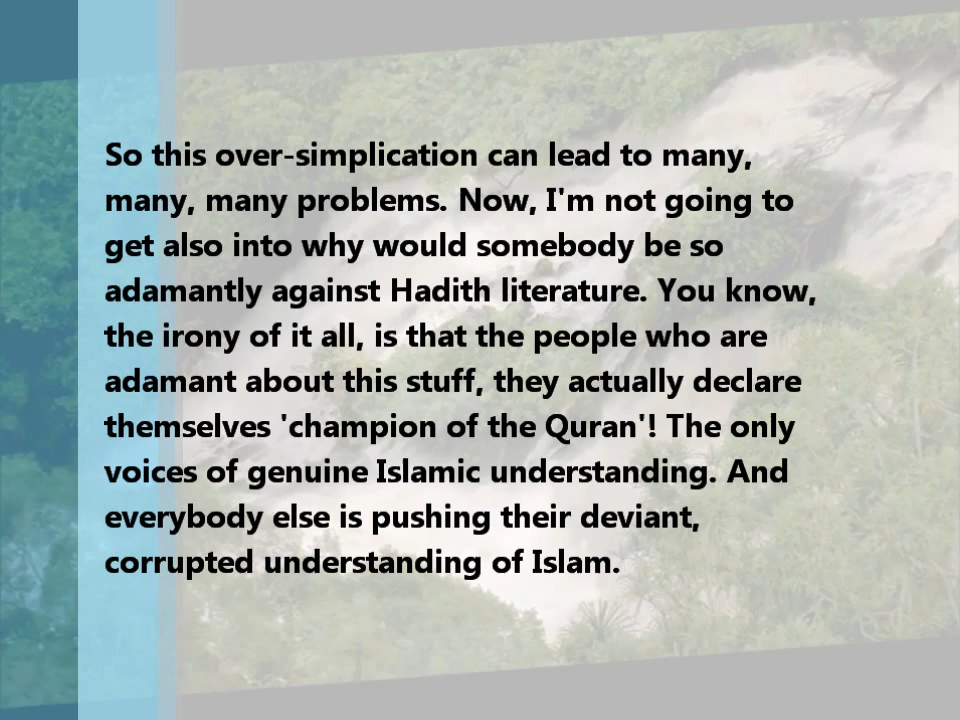 So this over-simplication can lead to many,
many, many problems. Now, I'm not going to
get also into why would somebody be so
adamantly against Hadith literature. You know,
the irony of it all, is that the people who are
adamant about this stuff, they actually declare
themselves 'champion of the Quran'! The only
voices of genuine Islamic understanding. And
everybody else is pushing their deviant,
corrupted understanding of Islam.